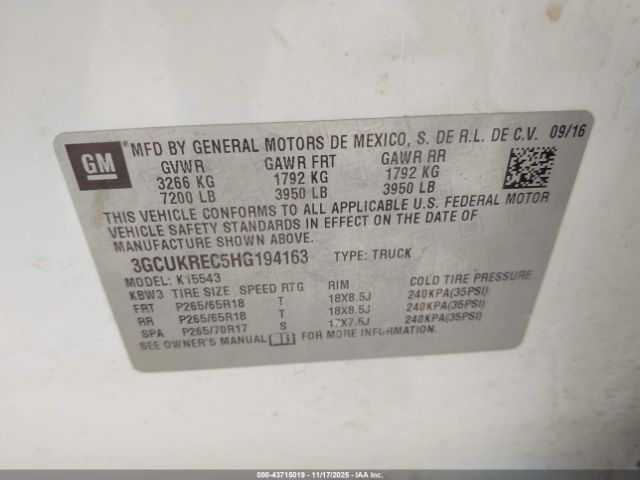 GM
® MFD BY GENERAL MOTORS DE MEXICO, S. DE R.L. DE C.V. 09/16
GVWR GAWR FRT GAWR RR
3266 KG 1792 KG 1792 KG
7200 LB 3950 LB 3950 LB
THIS VEHICLE CONFORMS TO ALL APPLICABLE U.S. FEDERAL MOTOR
VEHICLE SAFETY STANDARDS IN EFFECT ON THE DATE OF
MANUFACTURE SHOWN ABOVE.
3GCUKREC5HG194163 TYPE: TRUCK
MODEL: K15543
KBW3 TIRE SIZE SPEED RTG RIM COLD TIRE PRESSURE
FRT P265/65R18 T 18X8.5J 240KPA(35PSI)
RR P265/65R18 T 18X8.5J 240KPA(35PSI)
SPA P265/70R17 S 17X7.5J 240KPA(35PSI)
SEE OWNER'S MANUAL FOR MORE INFORMATION.
000-43715019 - 11/17/2025 - IAAI.COM